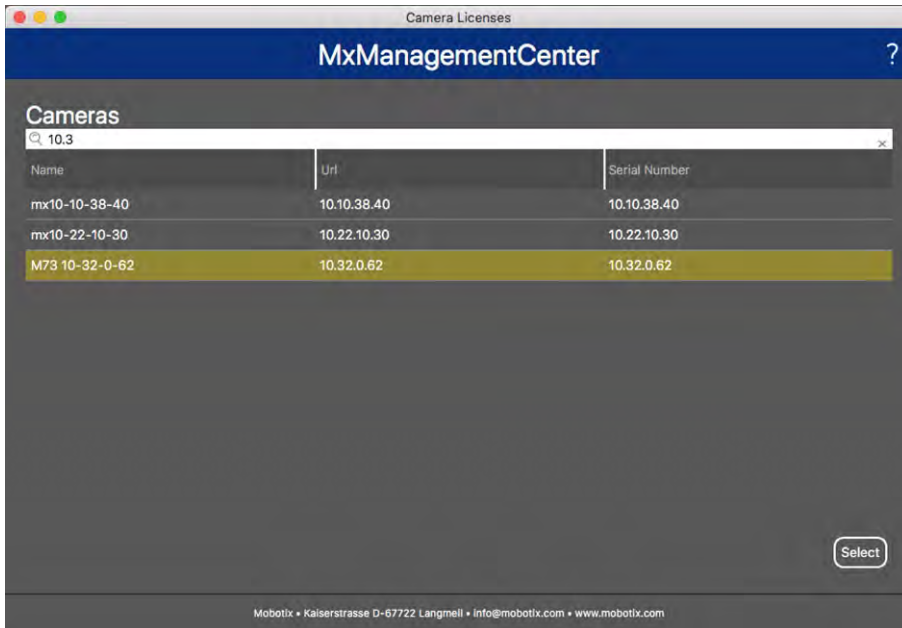 Camera Licenses
MxManagementCenter
?
Cameras
10.3
Name Url Serial Number
mx10-10-38-40 10.10.38.40 10.10.38.40
mx10-22-10-30 10.22.10.30 10.22.10.30
M73 10-32-0-62 10.32.0.62 10.32.0.62
Select
Mobotix • Kaiserstrasse D-67722 Langmeil • info@mobotix.com • www.mobotix.com